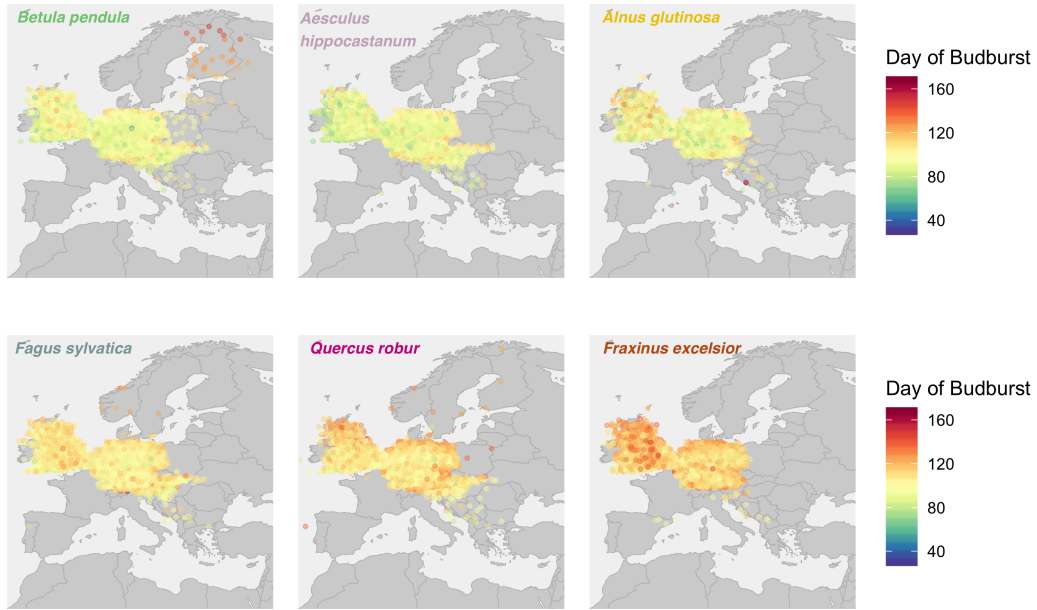 Betula pendula
Aesculus
hippocastanum
Alnus glutinosa
Day of Budburst
160
120
80
40
Fagus sylvatica
Quercus robur
Fraxinus excelsior
Day of Budburst
160
120
80
40